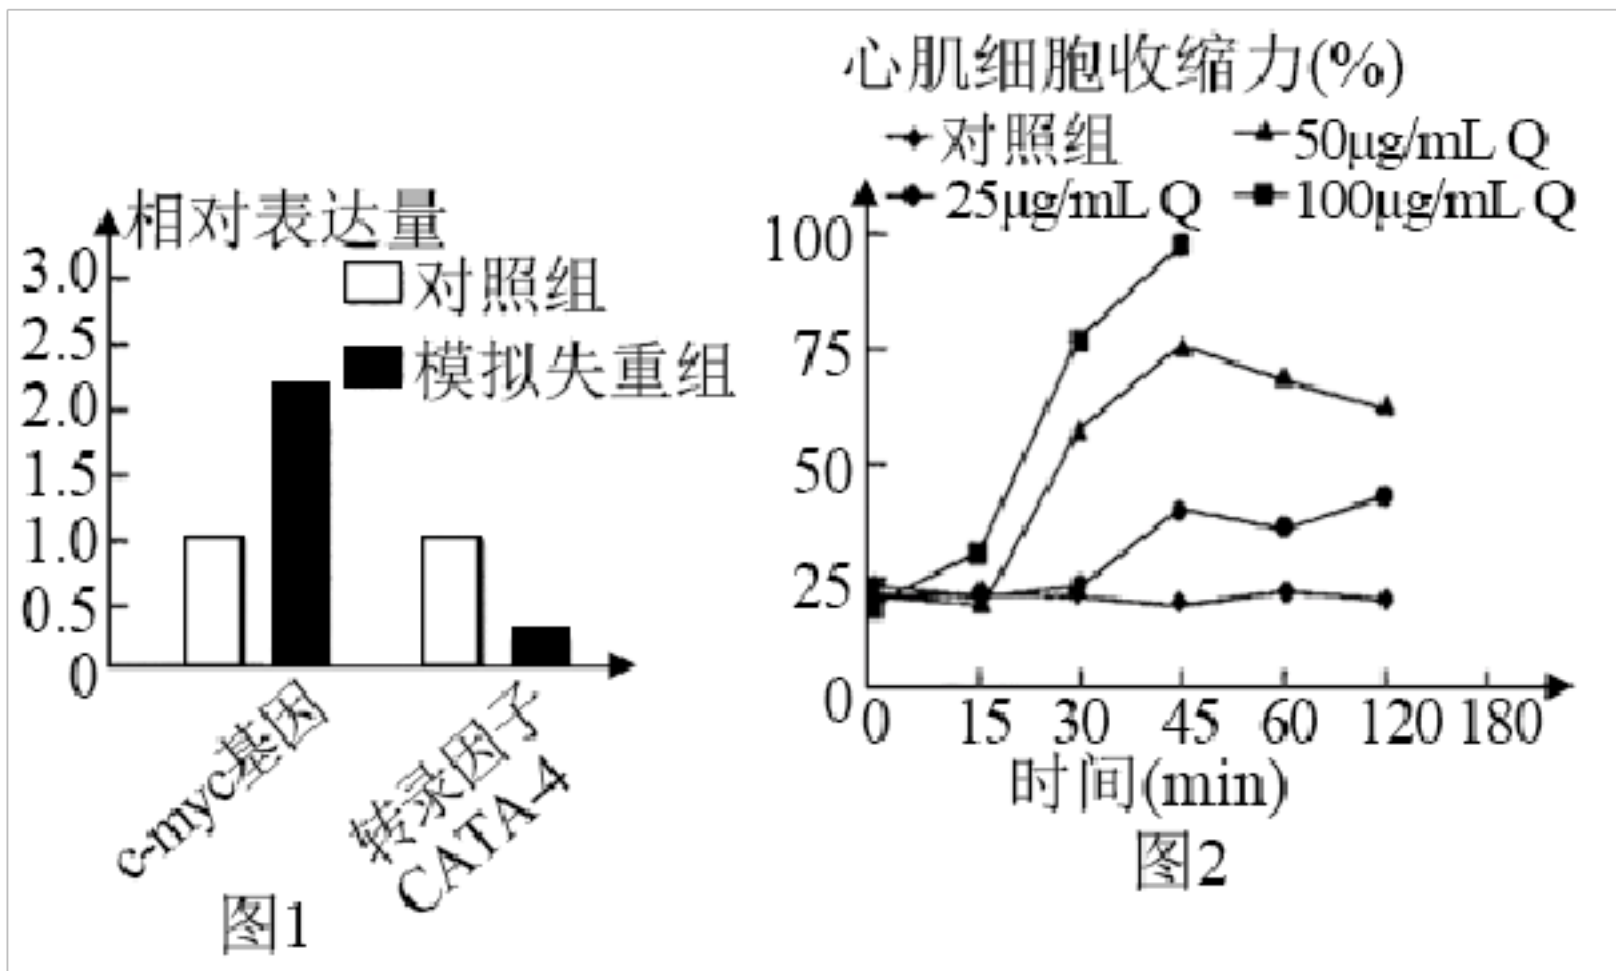 相对表达量
3.0
2.5
2.0
1.5
1.0
0.5
0
对照组
模拟失重组
c-myc基因
转录因子
CATA-4
图1
心肌细胞收缩力(%)
对照组
50μg/mL Q
25μg/mL Q
100μg/mL Q
100
75
50
25
0
0 15 30 45 60 120 180
时间(min)
图2